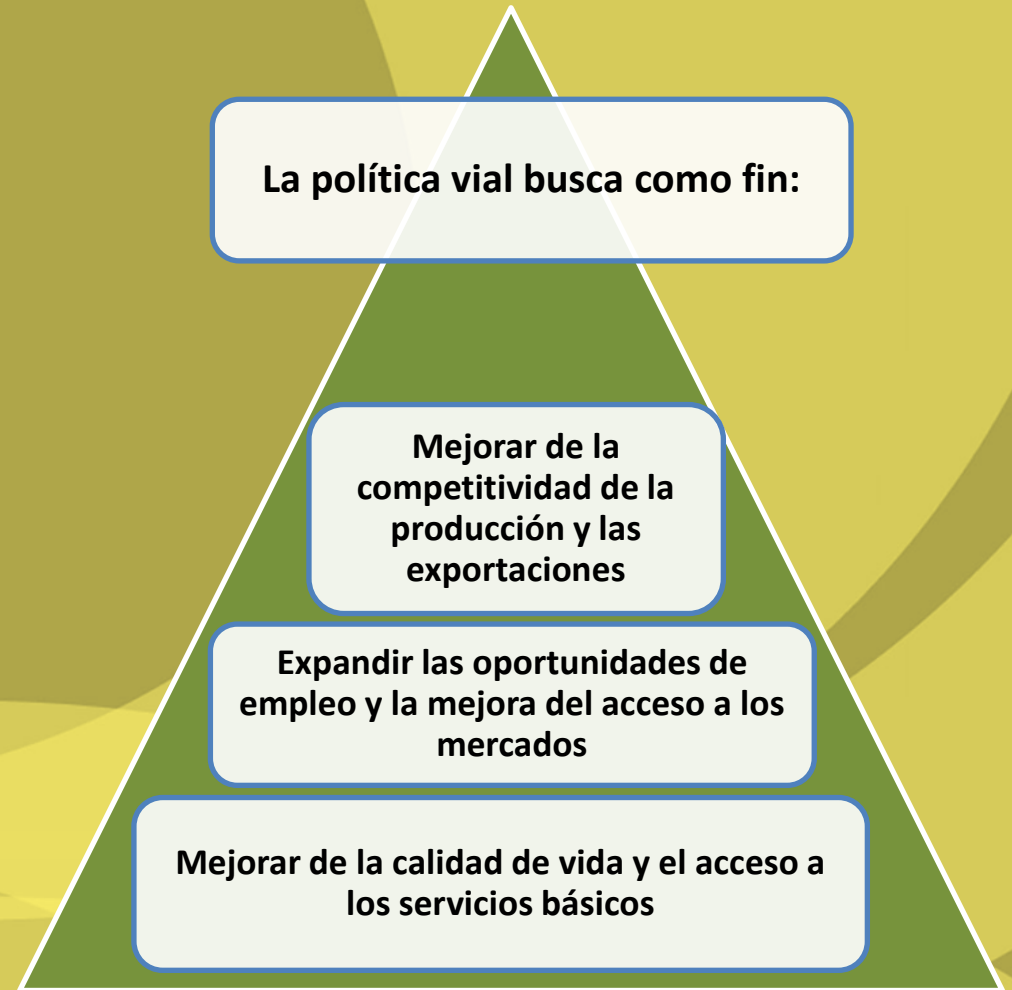 La política vial busca como fin:
Mejorar de la
competitividad de la
producción y las
exportaciones
Expandir las oportunidades de
empleo y la mejora del acceso a los
mercados
Mejorar de la calidad de vida y el acceso a
los servicios básicos